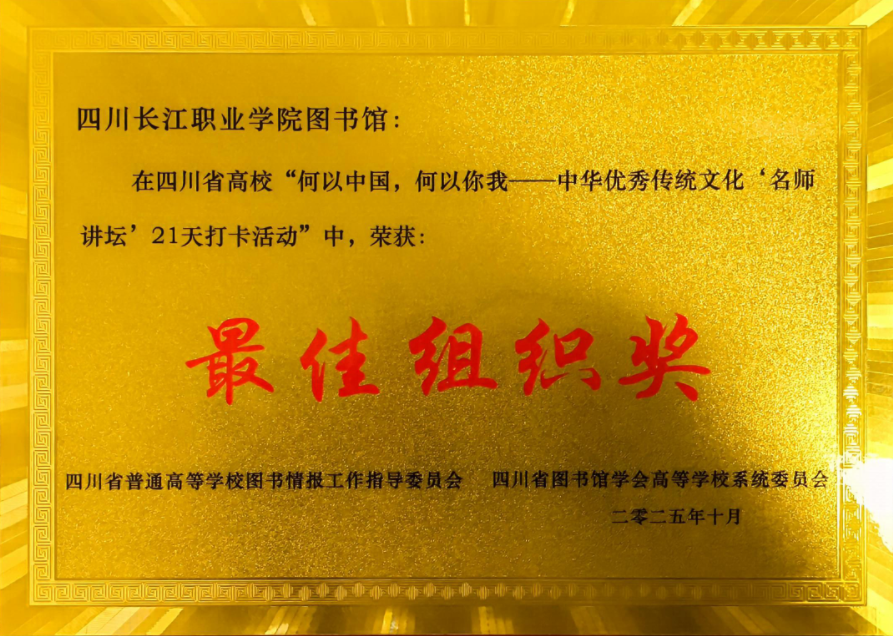 四川长江职业学院图书馆：
在四川省高校“何以中国，何以你我——中华优秀传统文化‘名师
讲坛’21天打卡活动”中，荣获：
最佳组织奖
四川省普通高等学校图书情报工作指导委员会 四川省图书馆学会高等学校系统委员会
二零二五年十月